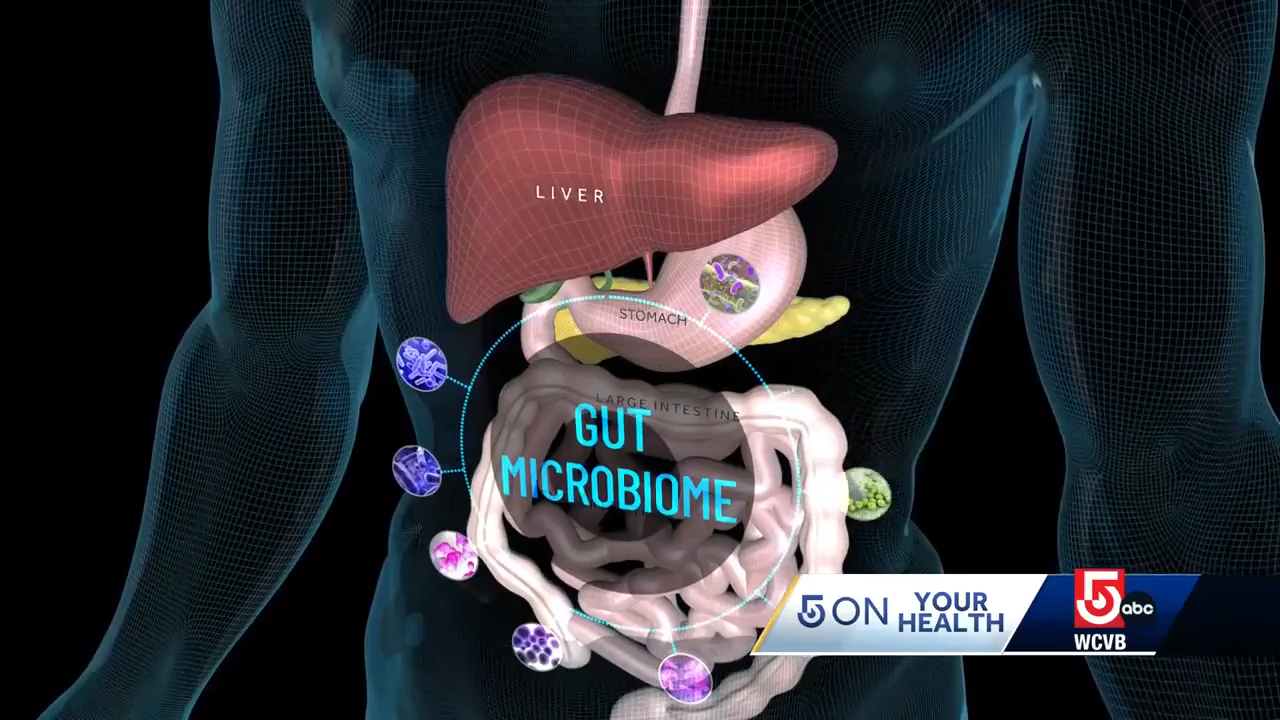 LIVER
STOMACH
LARGE INTESTINE
GUT
MICROBIOME
5 ON YOUR
HEALTH
5 abc
WCVB